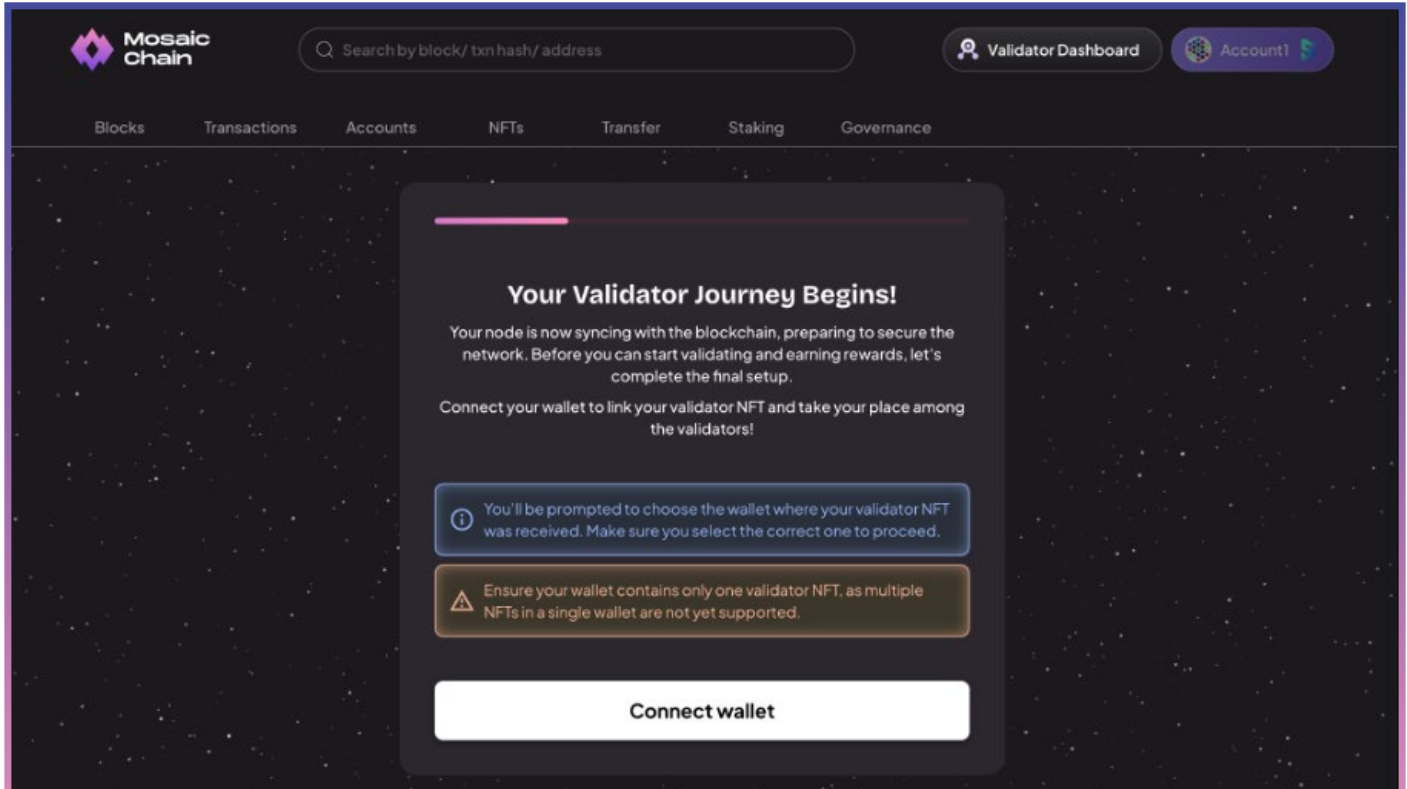 Mosaic
Chain
Search by block/ txn hash/ address
Validator Dashboard
Account1
Blocks
Transactions
Accounts
NFTs
Transfer
Staking
Governance
Your Validator Journey Begins!
Your node is now syncing with the blockchain, preparing to secure the
network. Before you can start validating and earning rewards, let's
complete the final setup.
Connect your wallet to link your validator NFT and take your place among
the validators!
You'll be prompted to choose the wallet where your validator NFT
was received. Make sure you select the correct one to proceed.
Ensure your wallet contains only one validator NFT, as multiple
NFTs in a single wallet are not yet supported.
Connect wallet